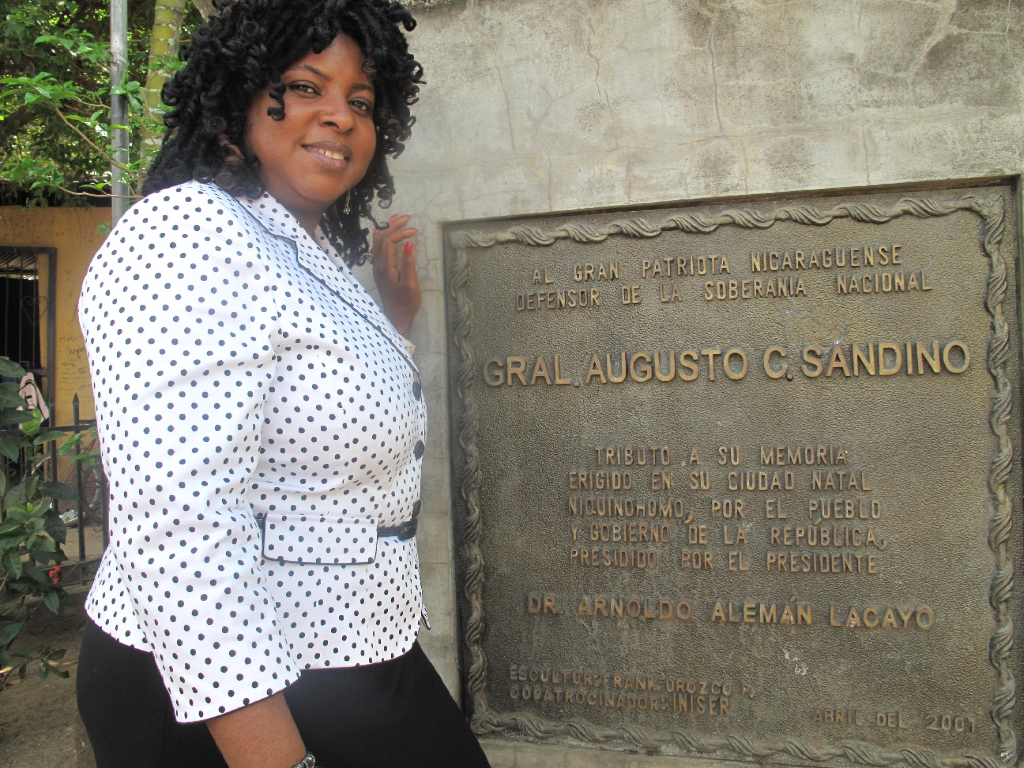 AL GRAN PATRIOTA NICARAGUENSE
DEFENSOR DE LA SOBERANIA NACIONAL
GRAL. AUGUSTO C. SANDINO
TRIBUTO A SU MEMORIA
ERIGIDO EN SU CIUDAD NATAL
NIQUINOHOMO, POR EL PUEBLO
Y GOBIERNO DE LA REPÚBLICA,
PRESIDIDO POR EL PRESIDENTE
DR. ARNOLDO ALEMÁN LACAYO
ESCULTOR: FRANK OROZCO P.
COPATROCINADOR: INISER
ABRIL DEL 2001